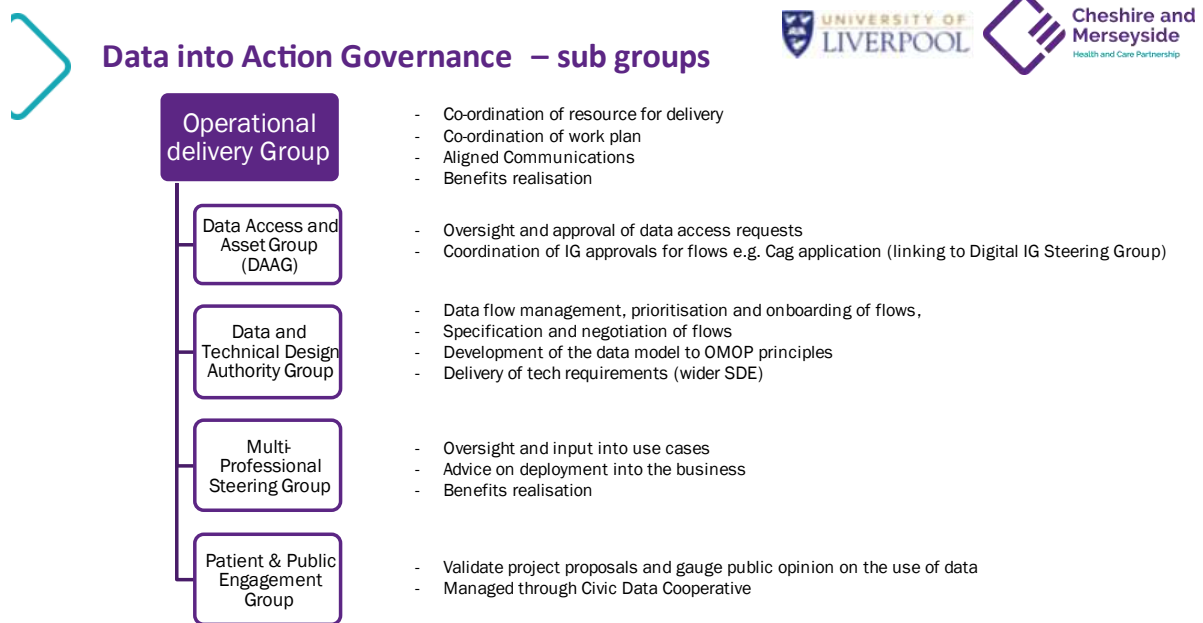 UNIVERSITY OF
LIVERPOOL
Cheshire and
Merseyside
Health and Care Partnership
Data into Action Governance – sub groups
Operational
delivery Group
- Co-ordination of resource for delivery
- Co-ordination of work plan
- Aligned Communications
- Benefits realisation
Data Access and
Asset Group
(DAAG)
- Oversight and approval of data access requests
- Coordination of IG approvals for flows e.g. Cag application (linking to Digital IG Steering Group)
Data and
Technical Design
Authority Group
- Data flow management, prioritisation and onboarding of flows,
- Specification and negotiation of flows
- Development of the data model to OMOP principles
- Delivery of tech requirements (wider SDE)
Multi-
Professional
Steering Group
- Oversight and input into use cases
- Advice on deployment into the business
- Benefits realisation
Patient & Public
Engagement
Group
- Validate project proposals and gauge public opinion on the use of data
- Managed through Civic Data Cooperative